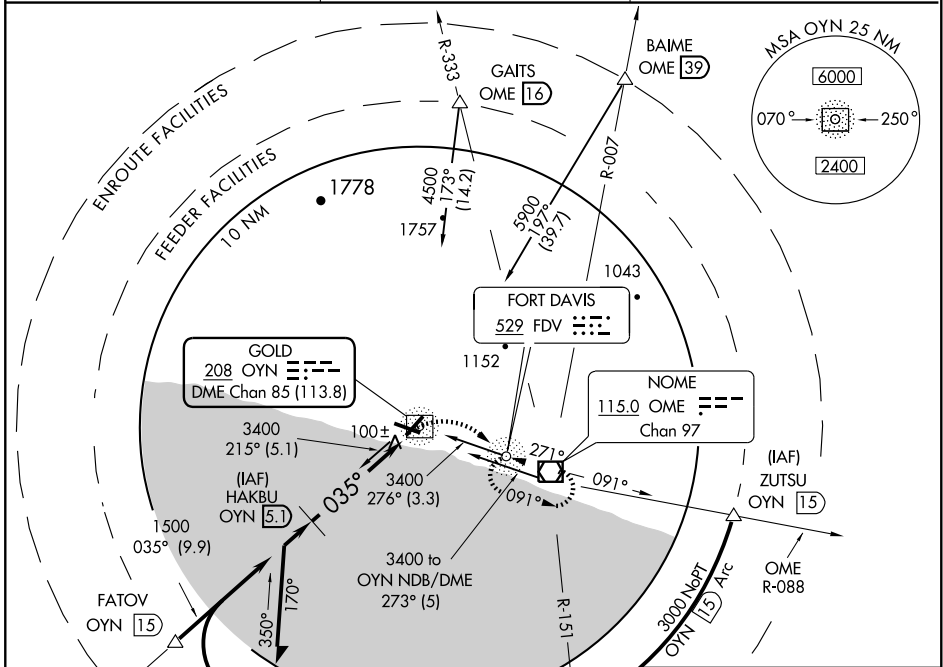 MSA OYN 25 NM
6000
070°
250°
2400
ENROUTE FACILITIES
FEEDER FACILITIES
10 NM
R-333
GAITS
OME 16
BAIME
OME 39
R-007
4500
173°
(14.2)
5900
197°
(39.7)
1778
1757
1043
1152
FORT DAVIS
529 FDV
GOLD
208 OYN
DME Chan 85 (113.8)
NOME
115.0 OME
Chan 97
3400
215° (5.1)
100±
(IAF)
HAKBU
OYN 5.1
035°
3400
276° (3.3)
271°
091°
091°
(IAF)
ZUTSU
OYN 15
1500
035° (9.9)
3400 to
OYN NDB/DME
273° (5)
OME
R-088
FATOV
OYN 15
350°
170°
R-151
3000 NoPT
OYN 15 Arc